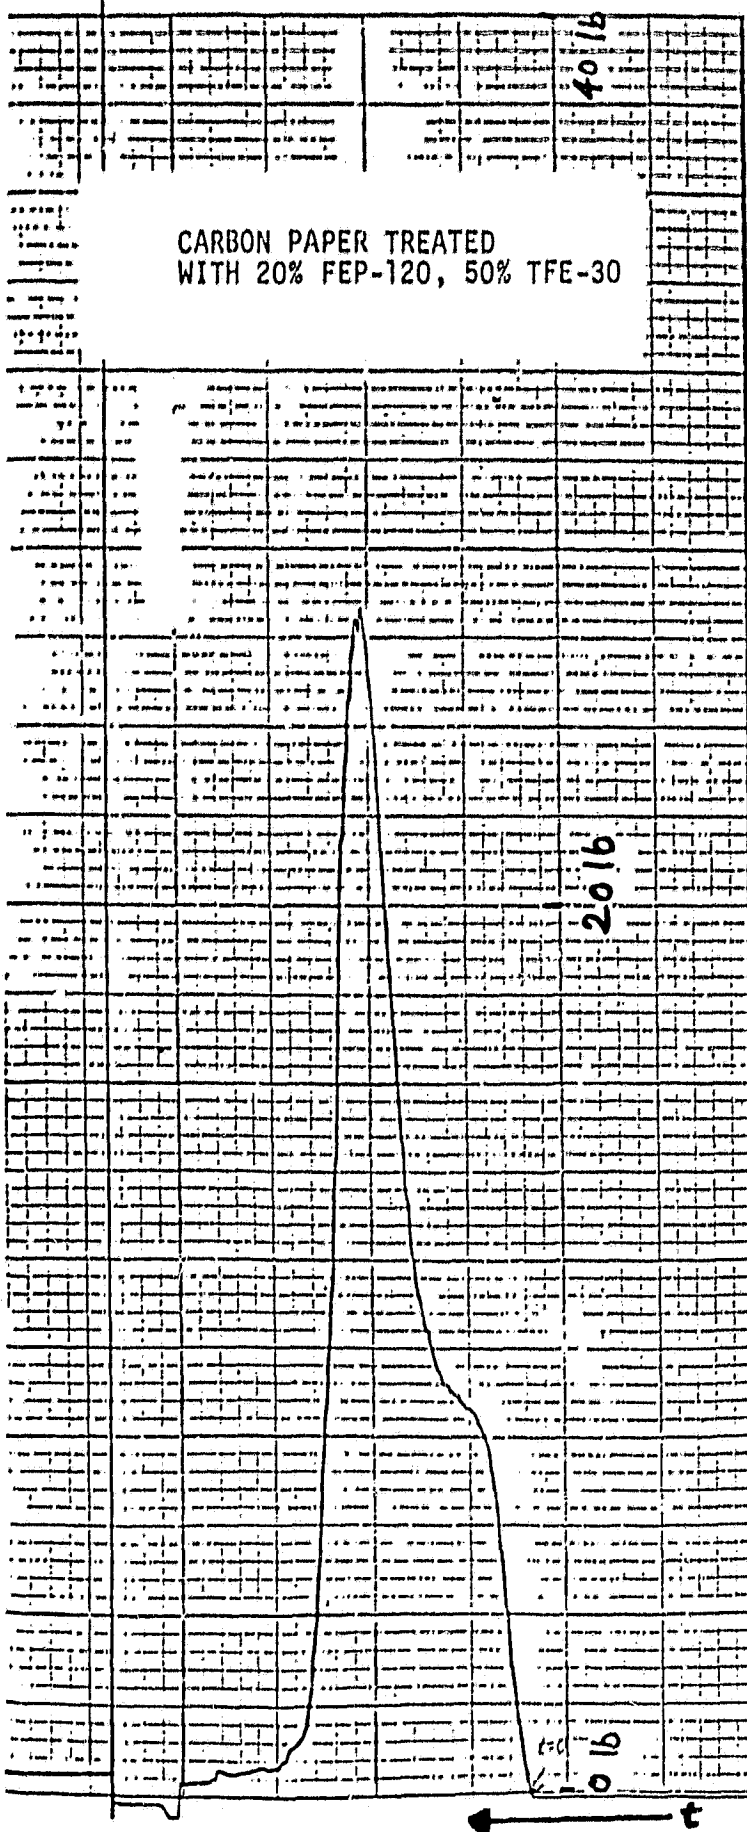 40 lb
CARBON PAPER TREATED
WITH 20% FEP-120, 50% TFE-30
20 lb
t=0
0 lb
t